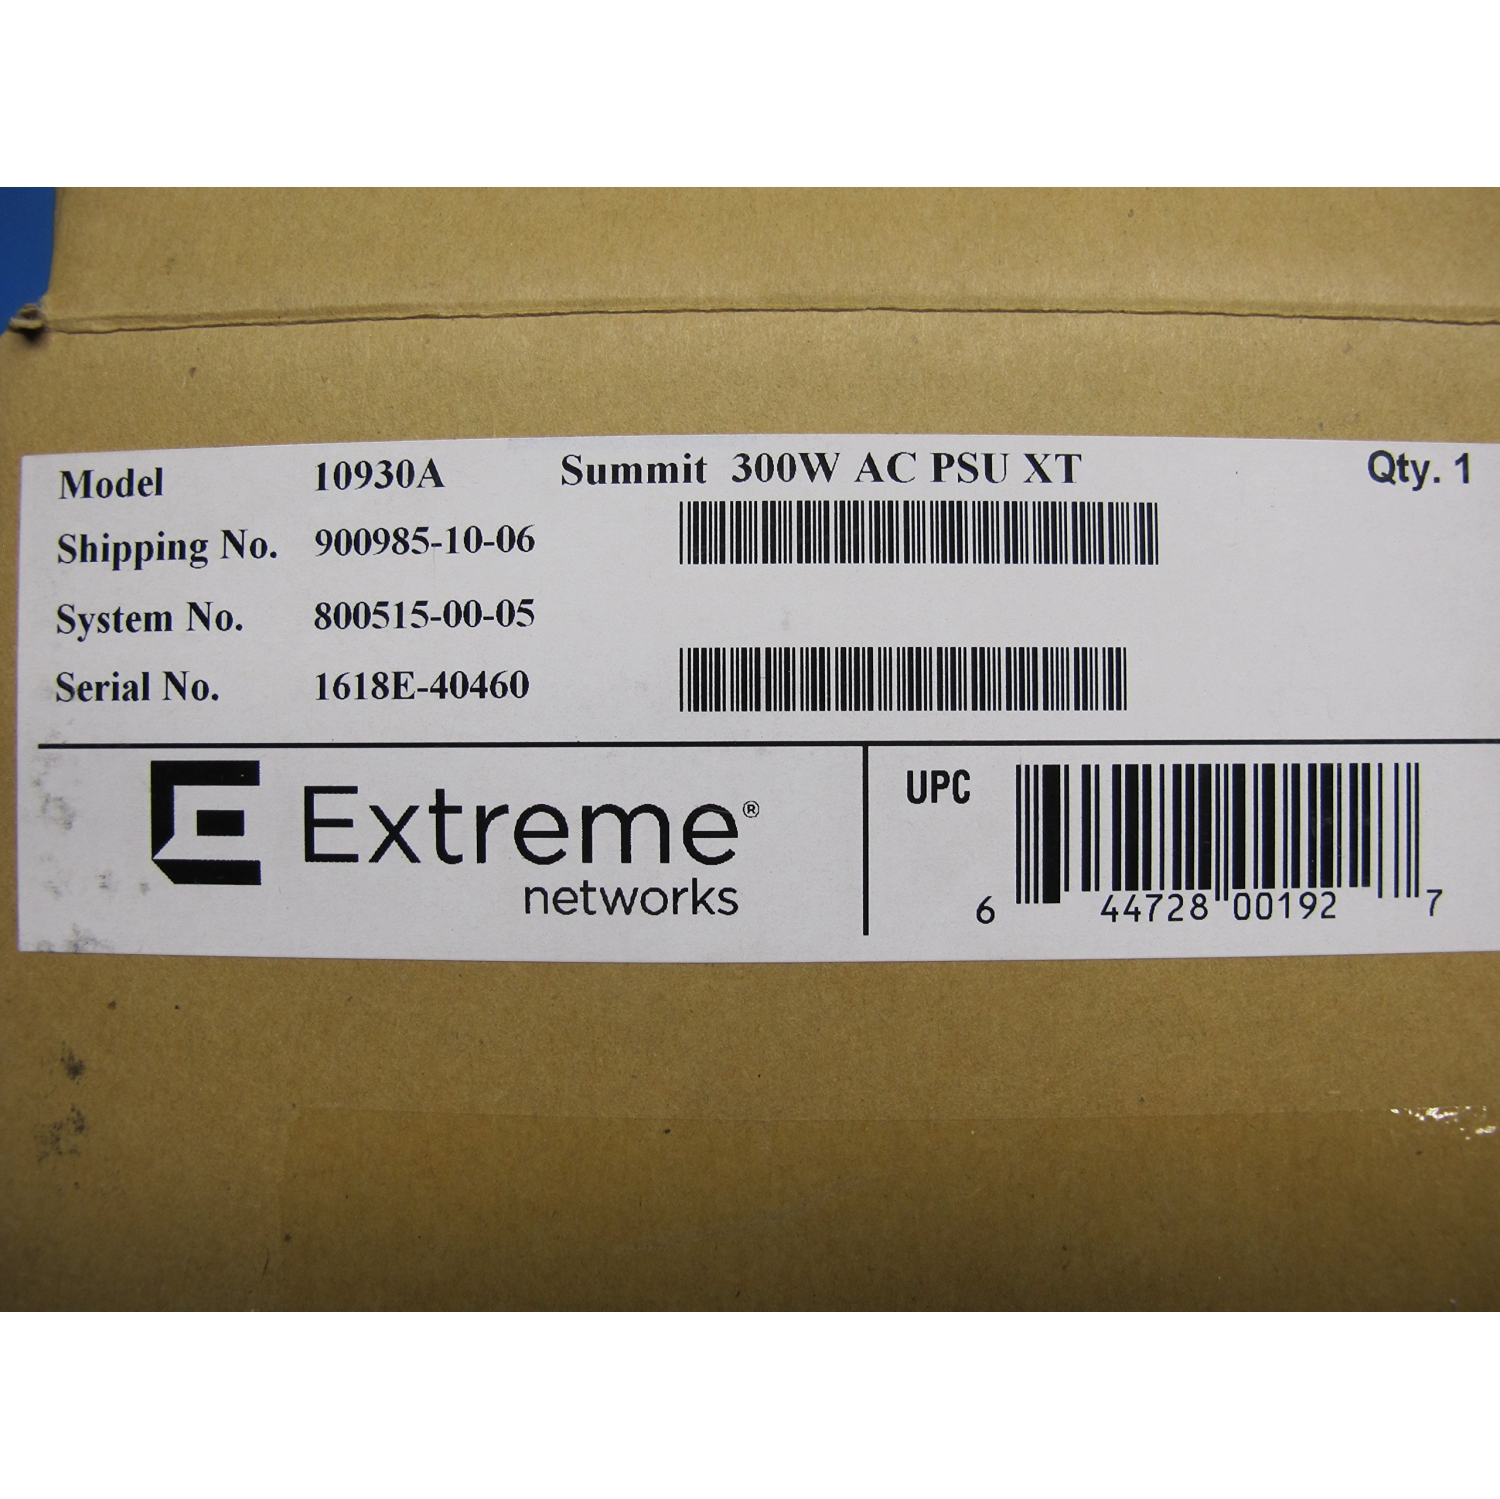 Model 10930A Summit 300W AC PSU XT Qty. 1
Shipping No. 900985-10-06
System No. 800515-00-05
Serial No. 1618E-40460
Extreme®
networks
UPC
6 44728 00192 7